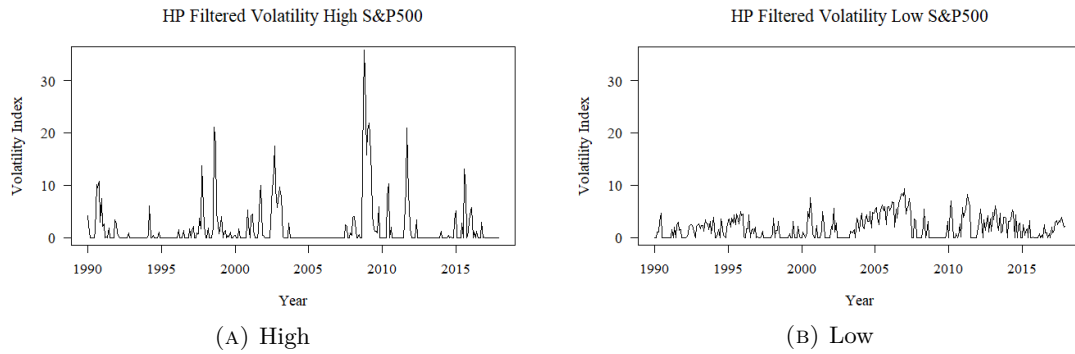 HP Filtered Volatility High S&P500
Volatility Index
30
20
10
0
1990 1995 2000 2005 2010 2015
Year
(A) High
HP Filtered Volatility Low S&P500
Volatility Index
30
20
10
0
1990 1995 2000 2005 2010 2015
Year
(B) Low